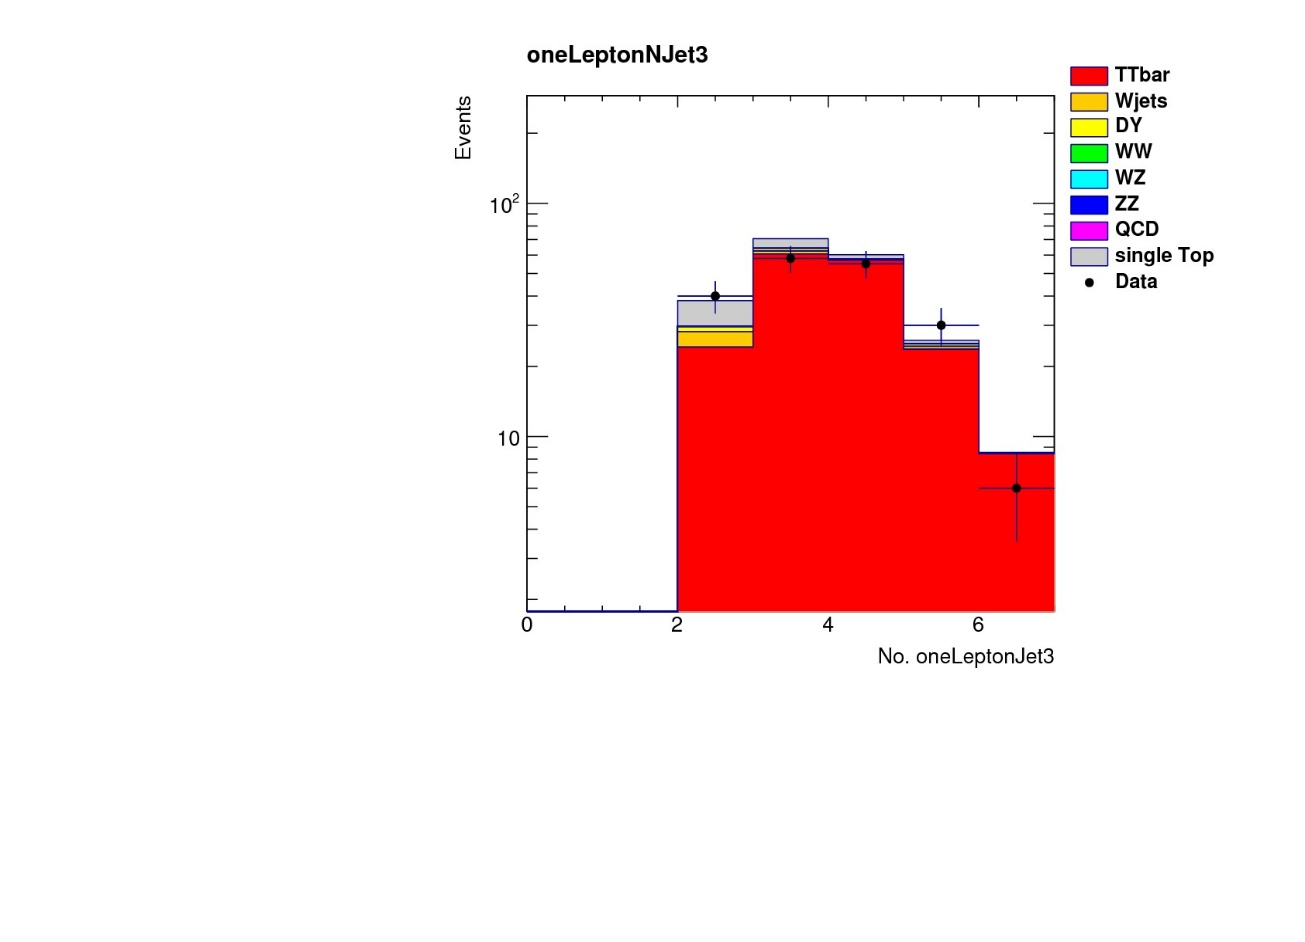 oneLeptonNJet3
Events
10²
10
0 2 4 6
No. oneLeptonJet3
TTbar
Wjets
DY
WW
WZ
ZZ
QCD
single Top
Data